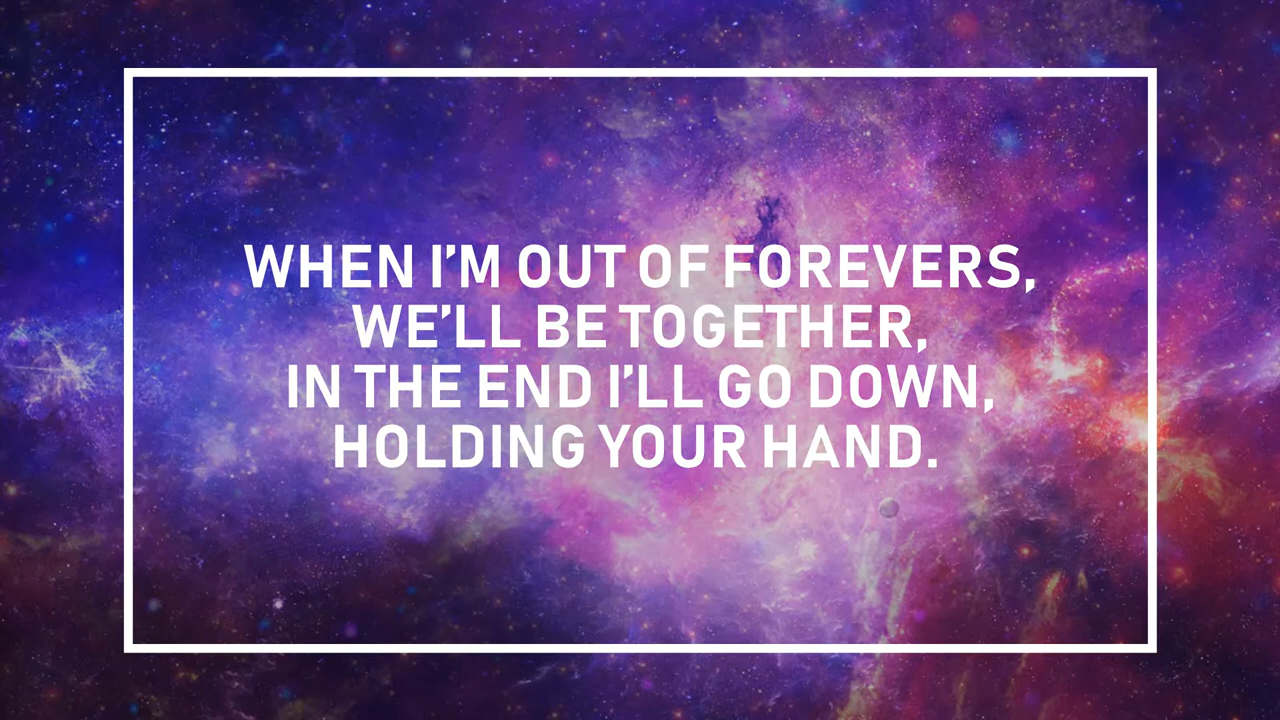 WHEN I'M OUT OF FOREVERS,
WE'LL BE TOGETHER,
IN THE END I'LL GO DOWN,
HOLDING YOUR HAND.